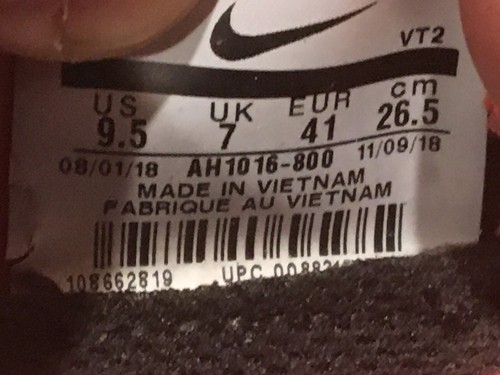 VT2
US UK EUR cm
9.5 7 41 26.5
08/01/18 AH1016-800 11/09/18
MADE IN VIETNAM
FABRIQUE AU VIETNAM
108662819 UPC